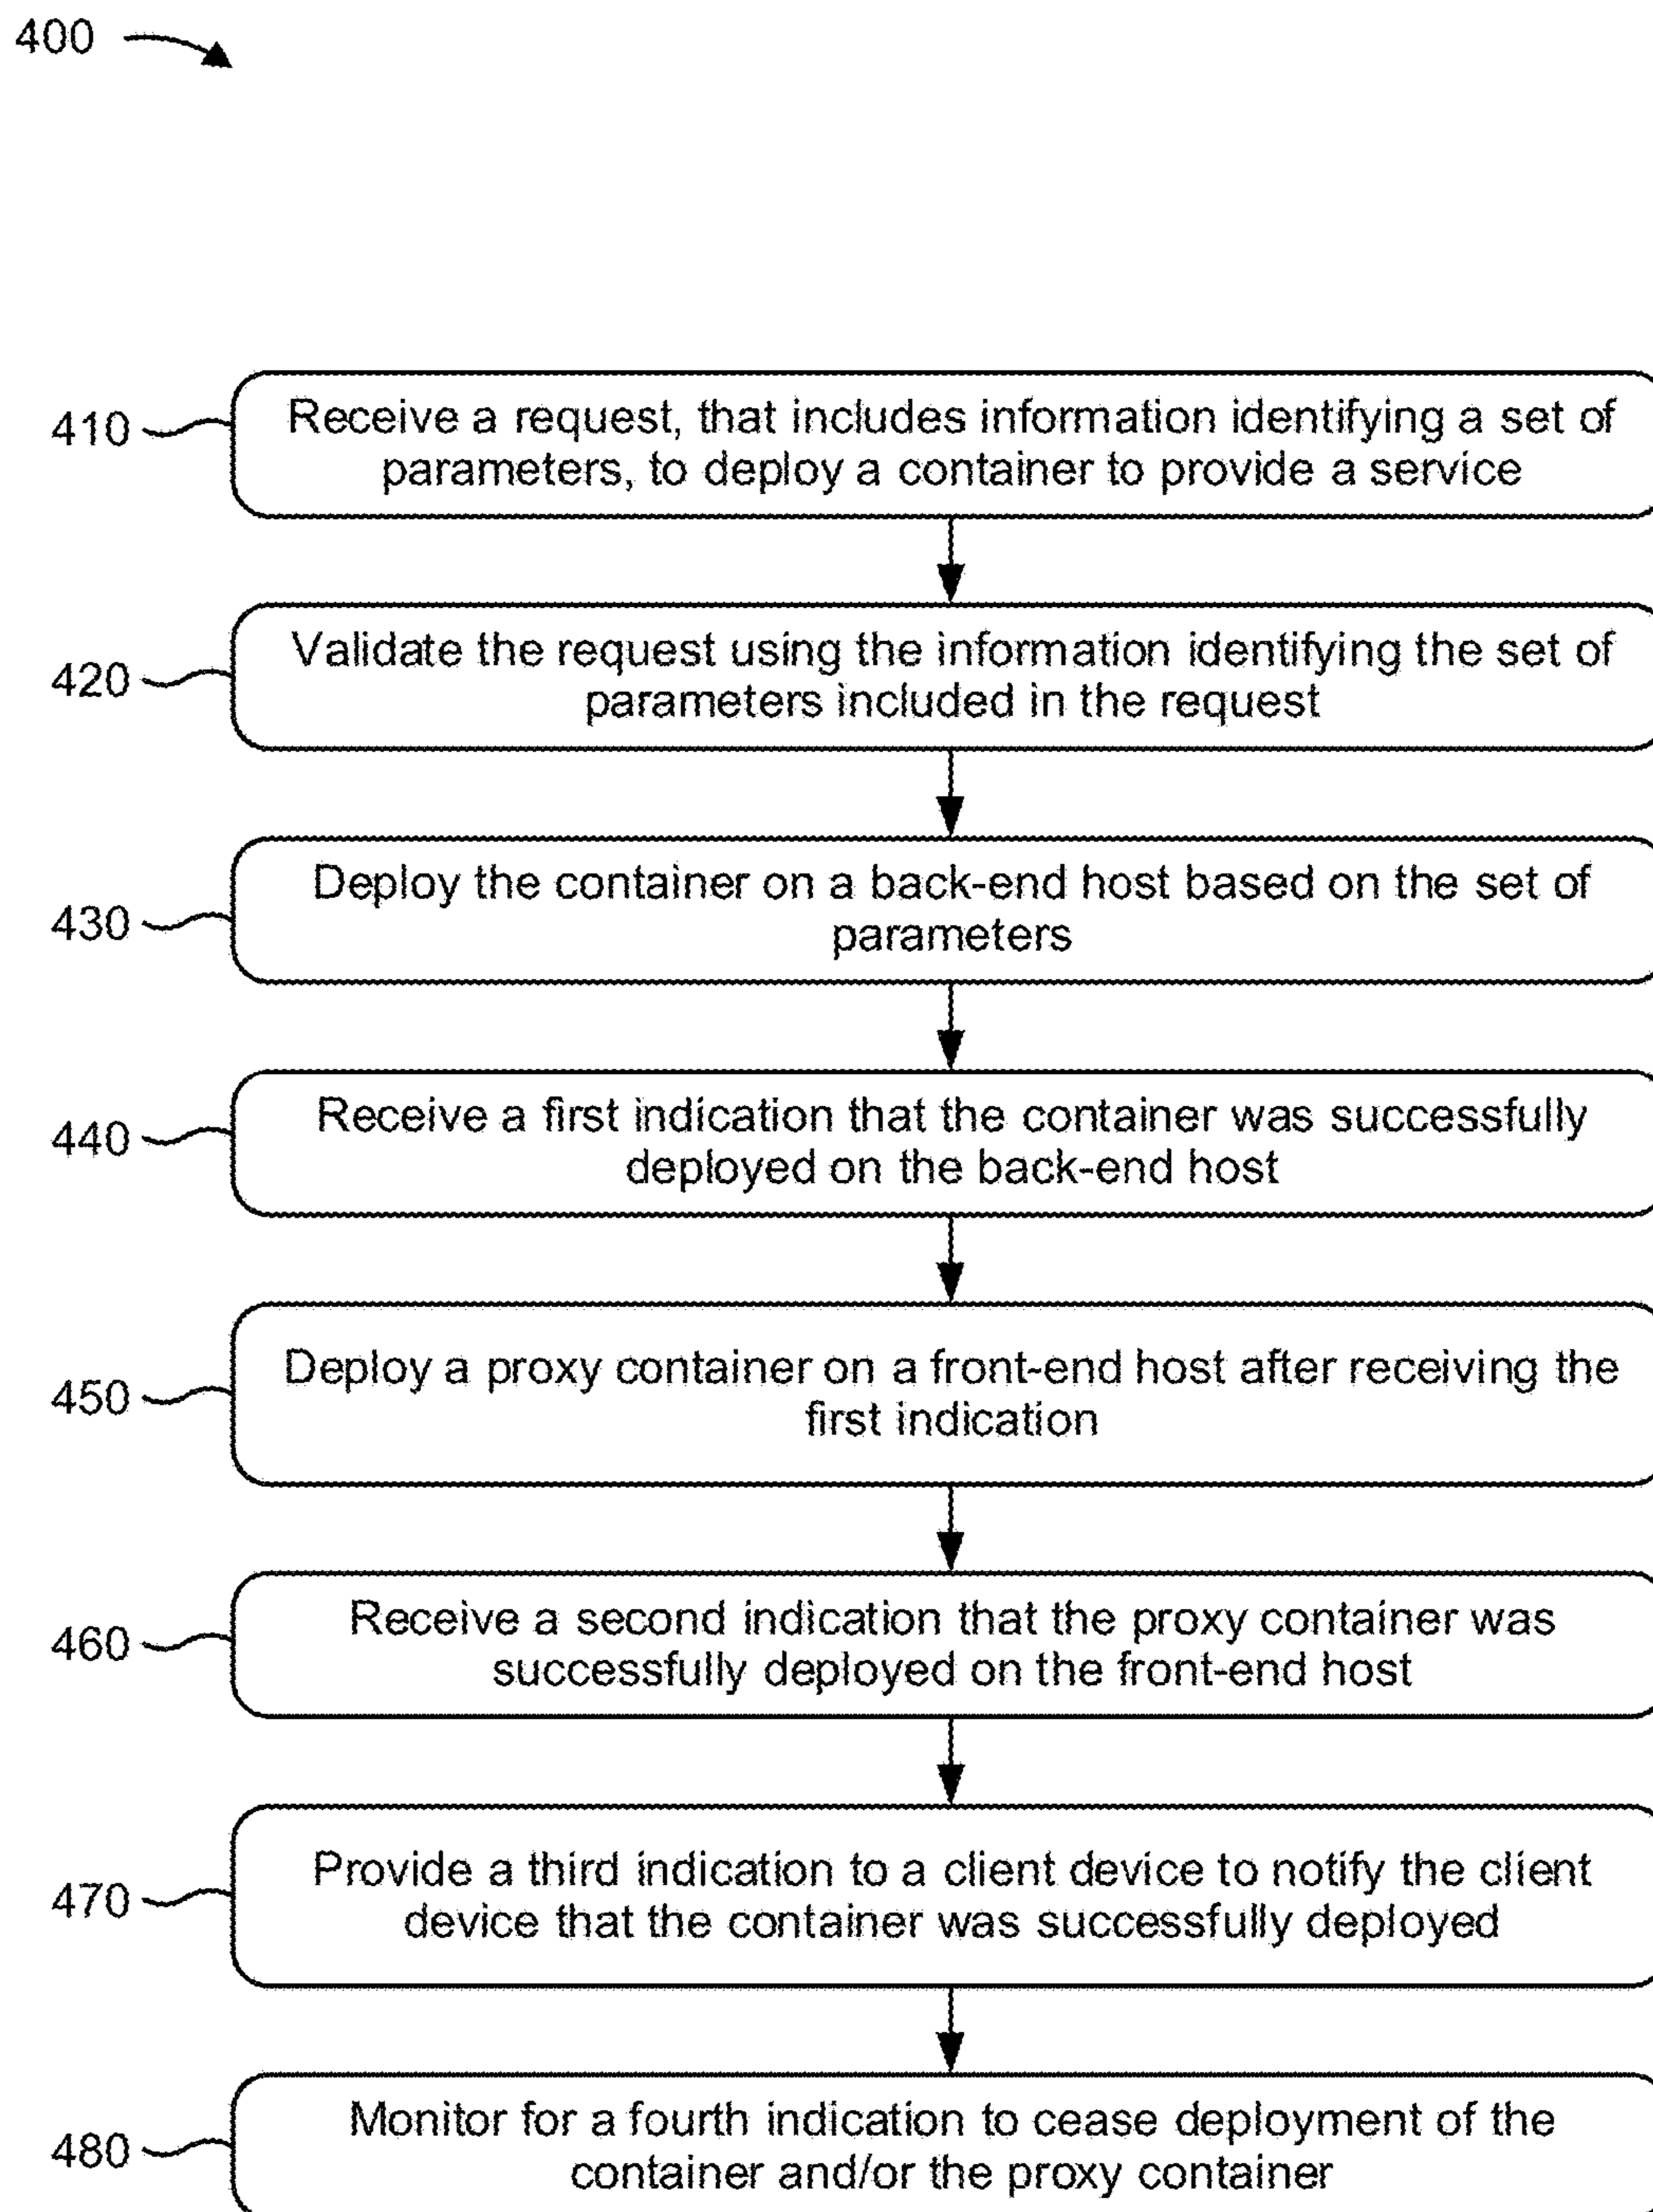 400
410
Receive a request, that includes information identifying a set of
parameters, to deploy a container to provide a service
420
Validate the request using the information identifying the set of
parameters included in the request
430
Deploy the container on a back-end host based on the set of
parameters
440
Receive a first indication that the container was successfully
deployed on the back-end host
450
Deploy a proxy container on a front-end host after receiving the
first indication
460
Receive a second indication that the proxy container was
successfully deployed on the front-end host
470
Provide a third indication to a client device to notify the client
device that the container was successfully deployed
480
Monitor for a fourth indication to cease deployment of the
container and/or the proxy container